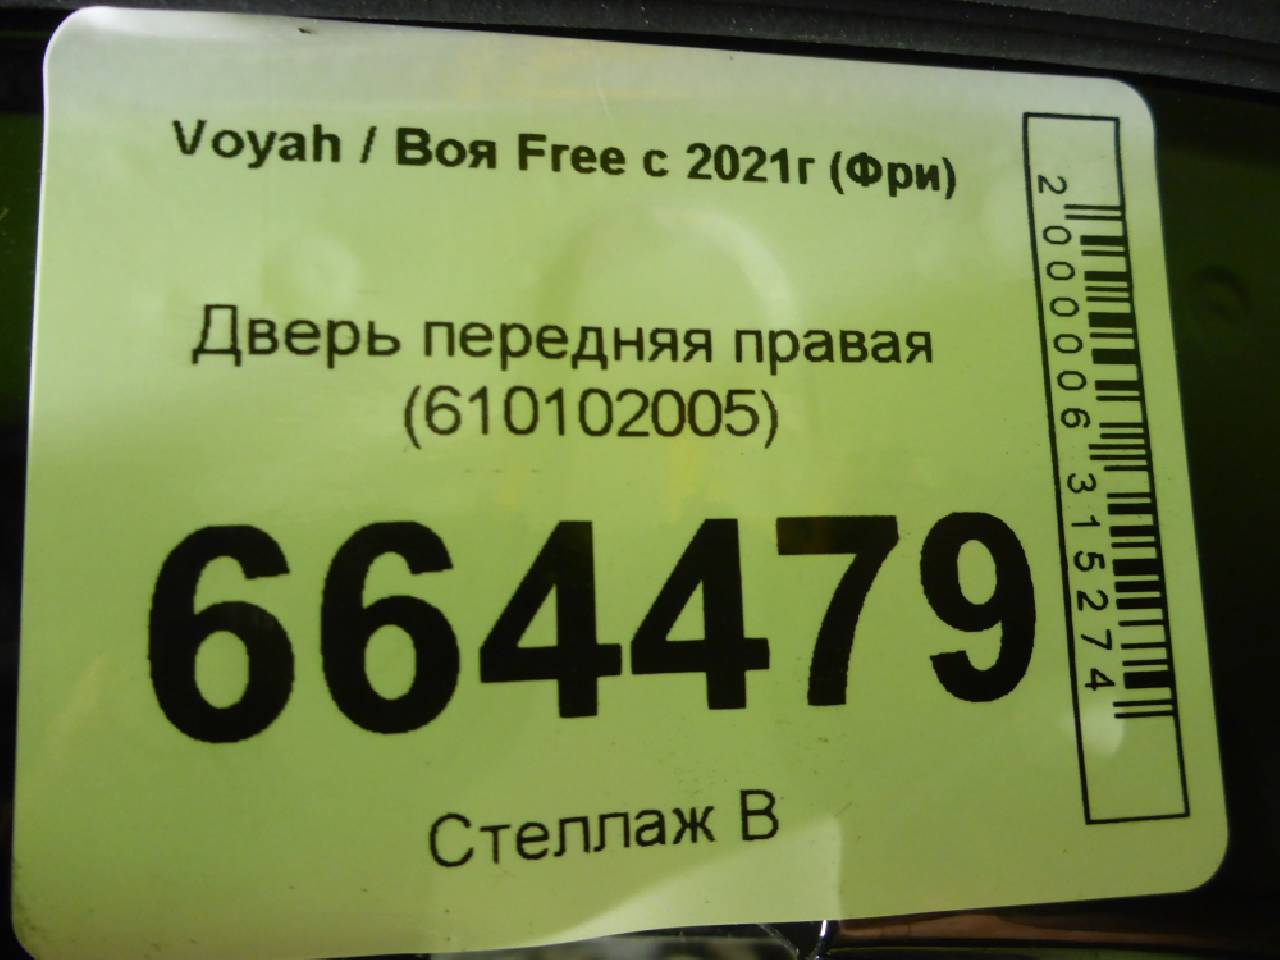 Voyah / Воя Free с 2021г (Фри)
Дверь передняя правая
(610102005)
664479
Стеллаж В
2000006315274